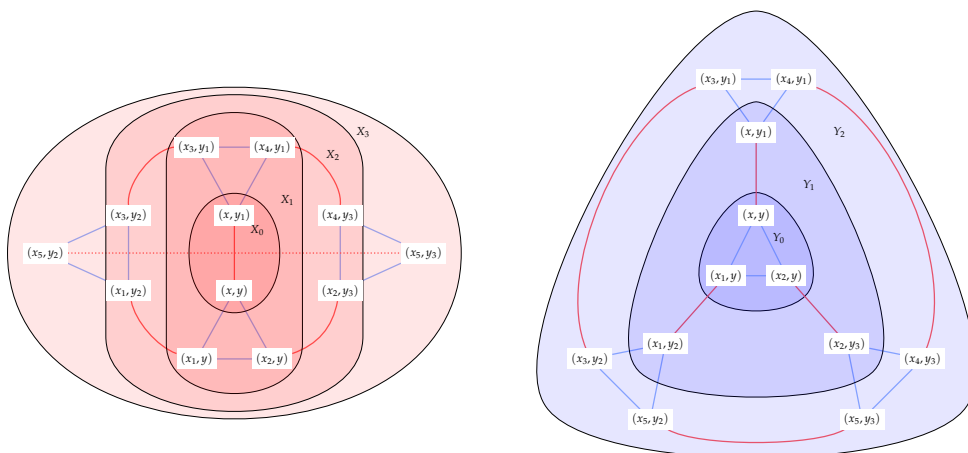 X₃
(x₃, y₁) (x₄, y₁)
X₂
X₁
(x₃, y₂) (x, y₁) (x₄, y₃)
X₀
(x₅, y₂) (x₅, y₃)
(x₁, y₂) (x, y) (x₂, y₃)
(x₁, y) (x₂, y)
(x₃, y₁) (x₄, y₁)
(x, y₁) Y₂
Y₁
(x, y)
Y₀
(x₁, y) (x₂, y)
(x₁, y₂) (x₂, y₃)
(x₃, y₂) (x₄, y₃)
(x₅, y₂) (x₅, y₃)